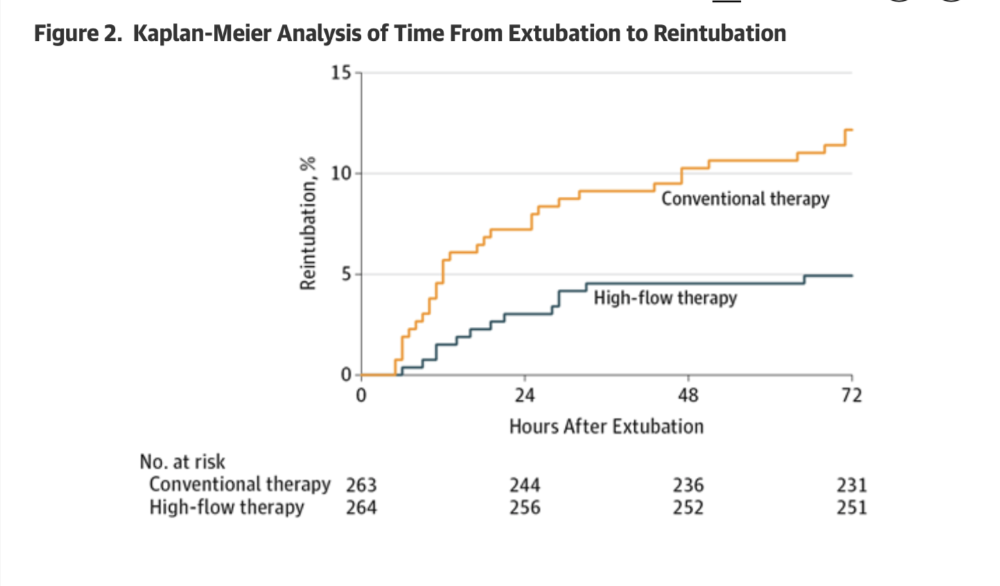 Figure 2. Kaplan-Meier Analysis of Time From Extubation to Reintubation
15
10
5
0
Reintubation, %
Conventional therapy
High-flow therapy
0 24 48 72
Hours After Extubation
No. at risk
Conventional therapy 263 244 236 231
High-flow therapy 264 256 252 251